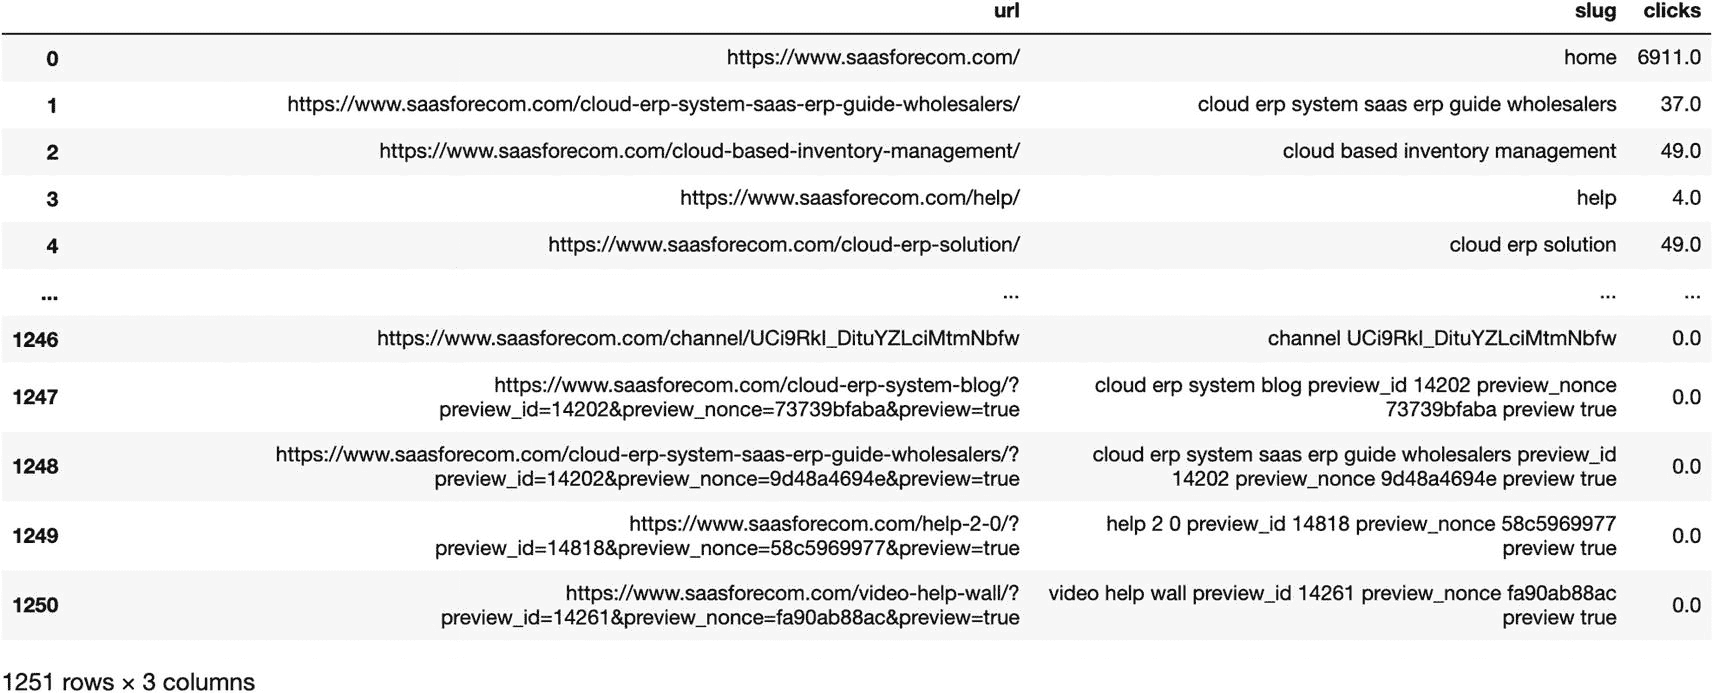 url slug clicks
0 https://www.saasforecom.com/ home 6911.0
1 https://www.saasforecom.com/cloud-erp-system-saas-erp-guide-wholesalers/ cloud erp system saas erp guide wholesalers 37.0
2 https://www.saasforecom.com/cloud-based-inventory-management/ cloud based inventory management 49.0
3 https://www.saasforecom.com/help/ help 4.0
4 https://www.saasforecom.com/cloud-erp-solution/ cloud erp solution 49.0
... ... ... ...
1246 https://www.saasforecom.com/channel/UCi9RkI_DituYZLciMtmNbfw channel UCi9RkI_DituYZLciMtmNbfw 0.0
https://www.saasforecom.com/cloud-erp-system-blog/? cloud erp system blog preview_id 14202 preview_nonce
1247 0.0
preview_id=14202&preview_nonce=73739bfaba&preview=true 73739bfaba preview true
https://www.saasforecom.com/cloud-erp-system-saas-erp-guide-wholesalers/? cloud erp system saas erp guide wholesalers preview_id
1248 0.0
preview_id=14202&preview_nonce=9d48a4694e&preview=true 14202 preview_nonce 9d48a4694e preview true
https://www.saasforecom.com/help-2-0/? help 2 0 preview_id 14818 preview_nonce 58c5969977
1249 0.0
preview_id=14818&preview_nonce=58c5969977&preview=true preview true
https://www.saasforecom.com/video-help-wall/? video help wall preview_id 14261 preview_nonce fa90ab88ac
1250 0.0
preview_id=14261&preview_nonce=fa90ab88ac&preview=true preview true
1251 rows × 3 columns